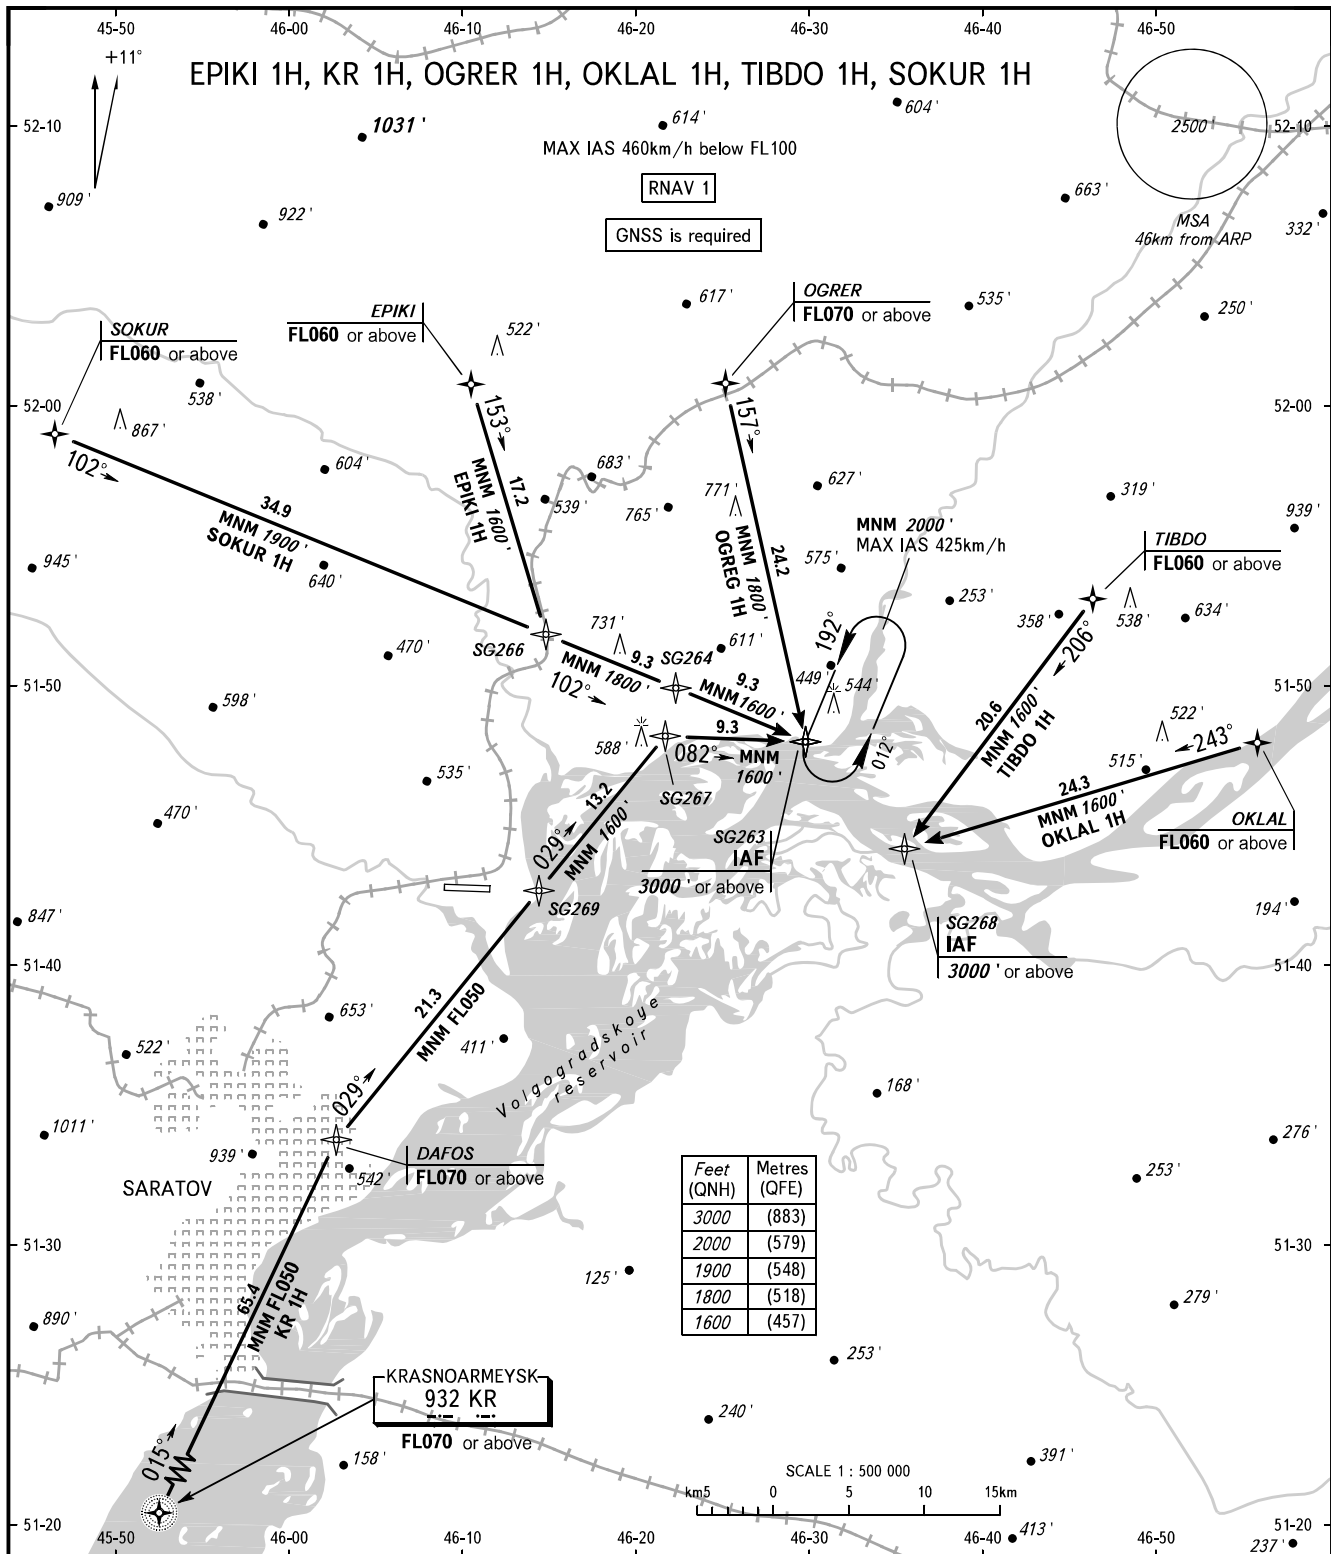 45-50
46-00
46-10
46-20
46-30
46-40
46-50
+11°
EPIKI 1H, KR 1H, OGRER 1H, OKLAL 1H, TIBDO 1H, SOKUR 1H
604'
52-10
1031'
614'
2500'
52-10
MAX IAS 460km/h below FL100
RNAV 1
663'
909'
922'
GNSS is required
MSA
46km from ARP
332'
617'
OGRER
FL070 or above
535'
250'
EPIKI
FL060 or above
522'
SOKUR
FL060 or above
538'
52-00
52-00
867'
153°
157°
102°
604'
683'
627'
319'
MNM 1600'
EPIKI 1H
17.2
539'
765'
771'
939'
34.9
MNM 1900'
SOKUR 1H
MNM 1800'
OGREG 1H
24.2
MNM 2000'
MAX IAS 425km/h
TIBDO
FL060 or above
945'
640'
575'
253'
358'
538'
634'
731'
611'
192°
206°
SG266
470'
9.3
SG264
MNM 1800'
102°
9.3
MNM 1600'
449'
544'
51-50
51-50
598'
20.6
MNM 1600'
TIBDO 1H
522'
243°
588'
9.3
082°
MNM
1600'
012°
515'
535'
SG267
24.3
MNM 1600'
OKLAL 1H
470'
13.2
029°
MNM 1600'
SG263
IAF
3000' or above
OKLAL
FL060 or above
SG269
847'
SG268
IAF
3000' or above
194'
51-40
51-40
653'
21.3
MNM FL050
522'
411'
Volgogradskoye
reservoir
029°
168'
1011'
939'
DAFOS
FL070 or above
542'
276'
253'
SARATOV
Feet (QNH) Metres (QFE)
3000 (883)
2000 (579)
1900 (548)
1800 (518)
1600 (457)
51-30
51-30
125'
65.4
MNM FL050
KR 1H
279'
890'
253'
KRASNOARMEYSK
932 KR
FL070 or above
240'
015°
158'
391'
SCALE 1 : 500 000
km5 0 5 10 15km
51-20
51-20
413'
237'
45-50
46-00
46-10
46-20
46-30
46-40
46-50